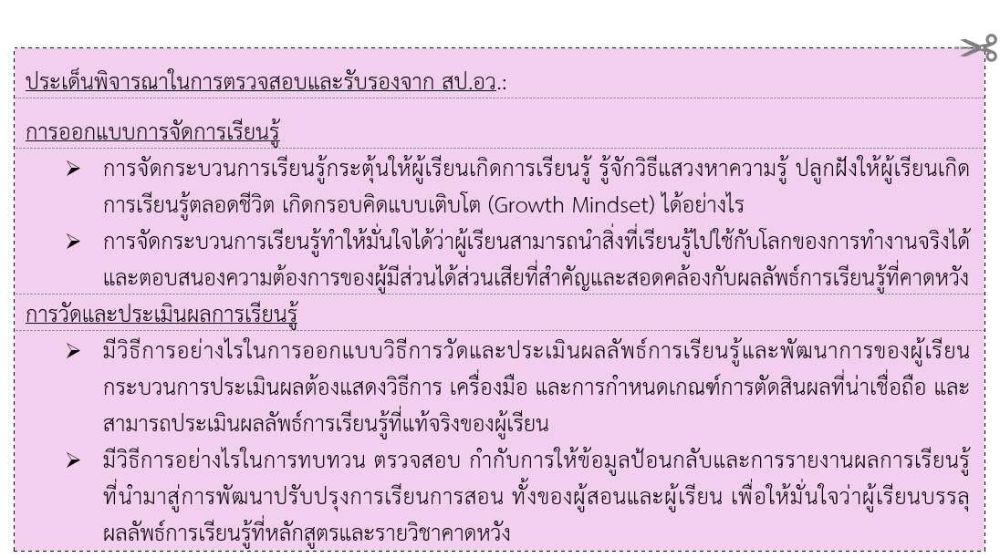 ประเด็นพิจารณาในการตรวจสอบและรับรองจาก สป.อว.:
การออกแบบการจัดการเรียนรู้
➢ การจัดกระบวนการเรียนรู้กระตุ้นให้ผู้เรียนเกิดการเรียนรู้ รู้จักวิธีแสวงหาความรู้ ปลูกฝังให้ผู้เรียนเกิด
การเรียนรู้ตลอดชีวิต เกิดกรอบคิดแบบเติบโต (Growth Mindset) ได้อย่างไร
➢ การจัดกระบวนการเรียนรู้ทำให้มั่นใจได้ว่าผู้เรียนสามารถนำสิ่งที่เรียนรู้ไปใช้กับโลกของการทำงานจริงได้
และตอบสนองความต้องการของผู้มีส่วนได้ส่วนเสียที่สำคัญและสอดคล้องกับผลลัพธ์การเรียนรู้ที่คาดหวัง
การวัดและประเมินผลการเรียนรู้
➢ มีวิธีการอย่างไรในการออกแบบวิธีการวัดและประเมินผลลัพธ์การเรียนรู้และพัฒนาการของผู้เรียน
กระบวนการประเมินผลต้องแสดงวิธีการ เครื่องมือ และการกำหนดเกณฑ์การตัดสินผลที่น่าเชื่อถือ และ
สามารถประเมินผลลัพธ์การเรียนรู้ที่แท้จริงของผู้เรียน
➢ มีวิธีการอย่างไรในการทบทวน ตรวจสอบ กำกับการให้ข้อมูลป้อนกลับและการรายงานผลการเรียนรู้
ที่นำมาสู่การพัฒนาปรับปรุงการเรียนการสอน ทั้งของผู้สอนและผู้เรียน เพื่อให้มั่นใจว่าผู้เรียนบรรลุ
ผลลัพธ์การเรียนรู้ที่หลักสูตรและรายวิชาคาดหวัง